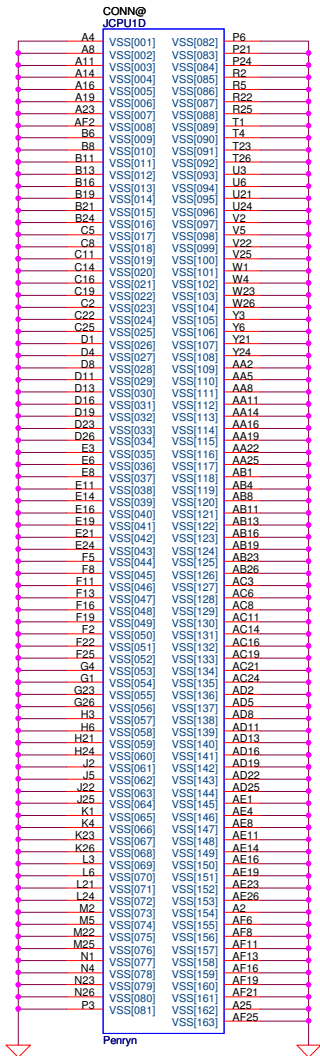 CONN@
JCPU1D
A4 VSS[001] VSS[082] P6
A8 VSS[002] VSS[083] P21
A11 VSS[003] VSS[084] P24
A14 VSS[004] VSS[085] R2
A16 VSS[005] VSS[086] R5
A19 VSS[006] VSS[087] R22
A23 VSS[007] VSS[088] R25
AF2 VSS[008] VSS[089] T1
B6 VSS[009] VSS[090] T4
B8 VSS[010] VSS[091] T23
B11 VSS[011] VSS[092] T26
B13 VSS[012] VSS[093] U3
B16 VSS[013] VSS[094] U6
B19 VSS[014] VSS[095] U21
B21 VSS[015] VSS[096] U24
B24 VSS[016] VSS[097] V2
C5 VSS[017] VSS[098] V5
C8 VSS[018] VSS[099] V22
C11 VSS[019] VSS[100] V25
C14 VSS[020] VSS[101] W1
C16 VSS[021] VSS[102] W4
C19 VSS[022] VSS[103] W23
C2 VSS[023] VSS[104] W26
C22 VSS[024] VSS[105] Y3
C25 VSS[025] VSS[106] Y6
D1 VSS[026] VSS[107] Y21
D4 VSS[027] VSS[108] Y24
D8 VSS[028] VSS[109] AA2
D11 VSS[029] VSS[110] AA5
D13 VSS[030] VSS[111] AA8
D16 VSS[031] VSS[112] AA11
D19 VSS[032] VSS[113] AA14
D23 VSS[033] VSS[114] AA16
D26 VSS[034] VSS[115] AA19
E3 VSS[035] VSS[116] AA22
E6 VSS[036] VSS[117] AA25
E8 VSS[037] VSS[118] AB1
E11 VSS[038] VSS[119] AB4
E14 VSS[039] VSS[120] AB8
E16 VSS[040] VSS[121] AB11
E19 VSS[041] VSS[122] AB13
E21 VSS[042] VSS[123] AB16
E24 VSS[043] VSS[124] AB19
F5 VSS[044] VSS[125] AB23
F8 VSS[045] VSS[126] AB26
F11 VSS[046] VSS[127] AC3
F13 VSS[047] VSS[128] AC6
F16 VSS[048] VSS[129] AC8
F19 VSS[049] VSS[130] AC11
F2 VSS[050] VSS[131] AC14
F22 VSS[051] VSS[132] AC16
F25 VSS[052] VSS[133] AC19
G4 VSS[053] VSS[134] AC21
G1 VSS[054] VSS[135] AC24
G23 VSS[055] VSS[136] AD2
G26 VSS[056] VSS[137] AD5
H3 VSS[057] VSS[138] AD8
H6 VSS[058] VSS[139] AD11
H21 VSS[059] VSS[140] AD13
H24 VSS[060] VSS[141] AD16
J2 VSS[061] VSS[142] AD19
J5 VSS[062] VSS[143] AD22
J22 VSS[063] VSS[144] AD25
J25 VSS[064] VSS[145] AE1
K1 VSS[065] VSS[146] AE4
K4 VSS[066] VSS[147] AE8
K23 VSS[067] VSS[148] AE11
K26 VSS[068] VSS[149] AE14
L3 VSS[069] VSS[150] AE16
L6 VSS[070] VSS[151] AE19
L21 VSS[071] VSS[152] AE23
L24 VSS[072] VSS[153] AE26
M2 VSS[073] VSS[154] A2
M5 VSS[074] VSS[155] AF6
M22 VSS[075] VSS[156] AF8
M25 VSS[076] VSS[157] AF11
N1 VSS[077] VSS[158] AF13
N4 VSS[078] VSS[159] AF16
N23 VSS[079] VSS[160] AF19
N26 VSS[080] VSS[161] AF21
P3 VSS[081] VSS[162] A25
VSS[163] AF25
Penryn